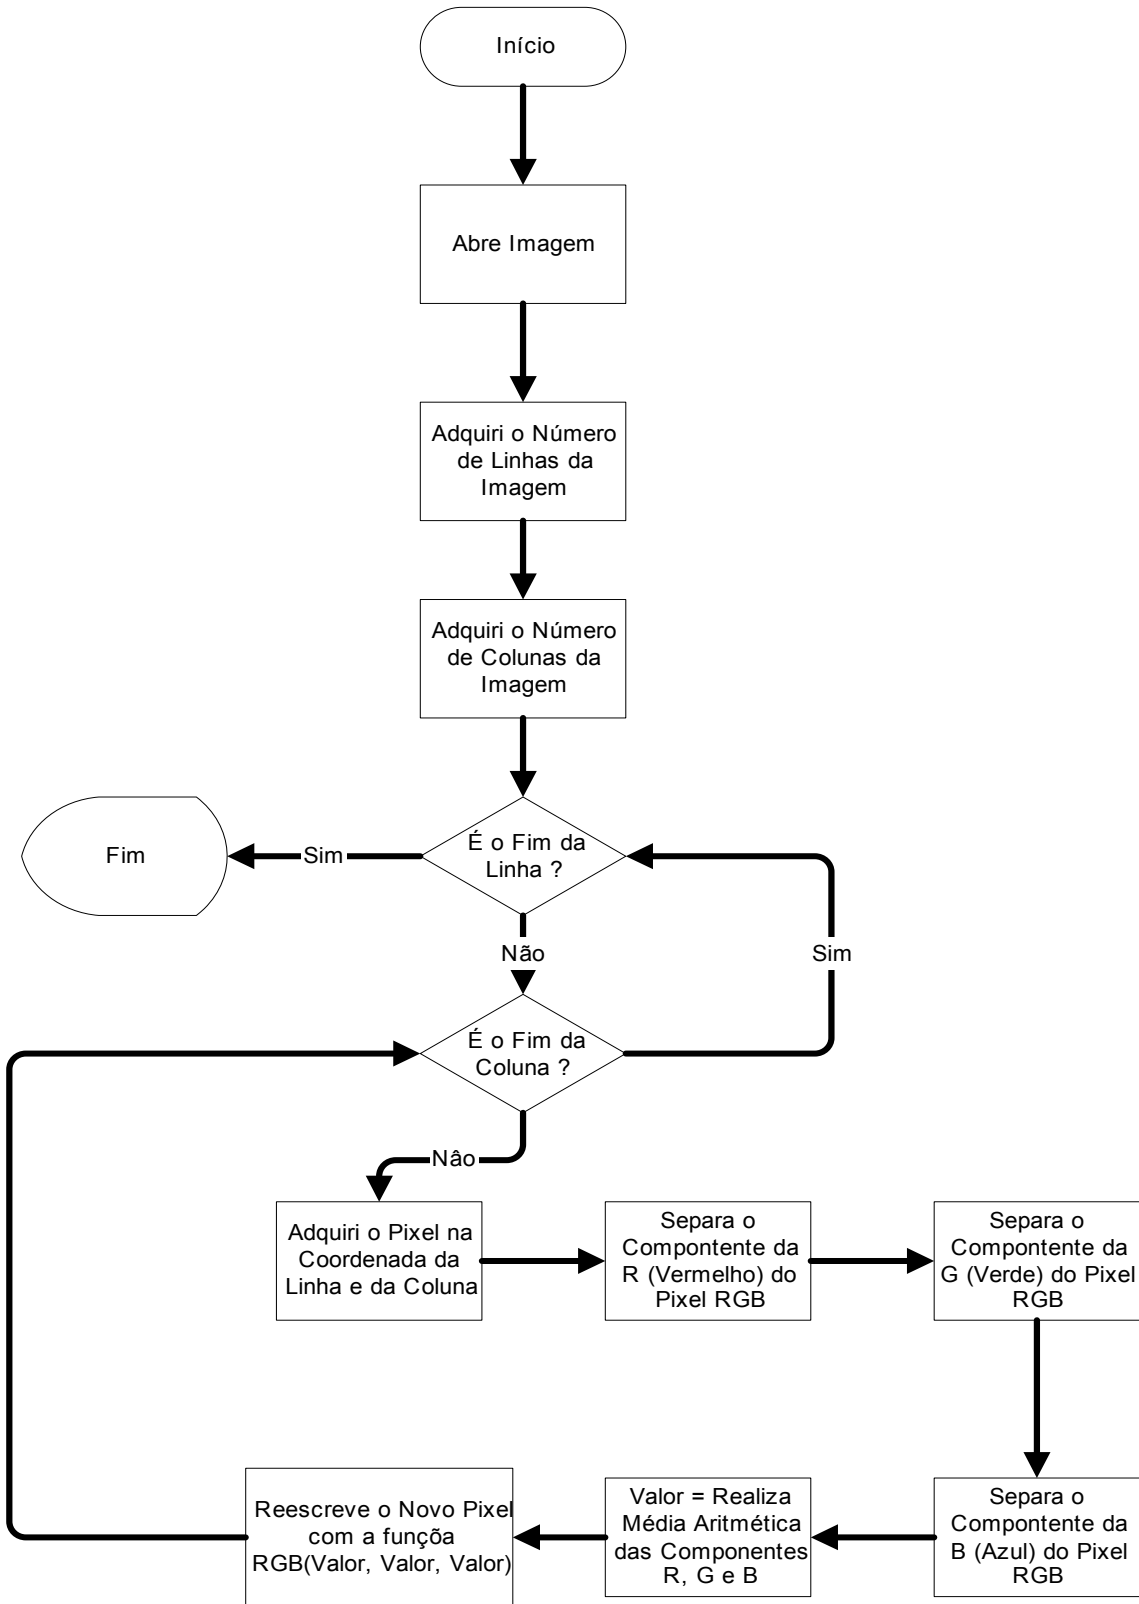 Início
Abre Imagem
Adquiri o Número
de Linhas da
Imagem
Adquiri o Número
de Colunas da
Imagem
É o Fim da
Linha ?
Sim
Fim
Não
Sim
É o Fim da
Coluna ?
Nâo
Adquiri o Pixel na
Coordenada da
Linha e da Coluna
Separa o
Compontente da
R (Vermelho) do
Pixel RGB
Separa o
Compontente da
G (Verde) do Pixel
RGB
Separa o
Compontente da
B (Azul) do Pixel
RGB
Valor = Realiza
Média Aritmética
das Componentes
R, G e B
Reescreve o Novo Pixel
com a funçõa
RGB(Valor, Valor, Valor)